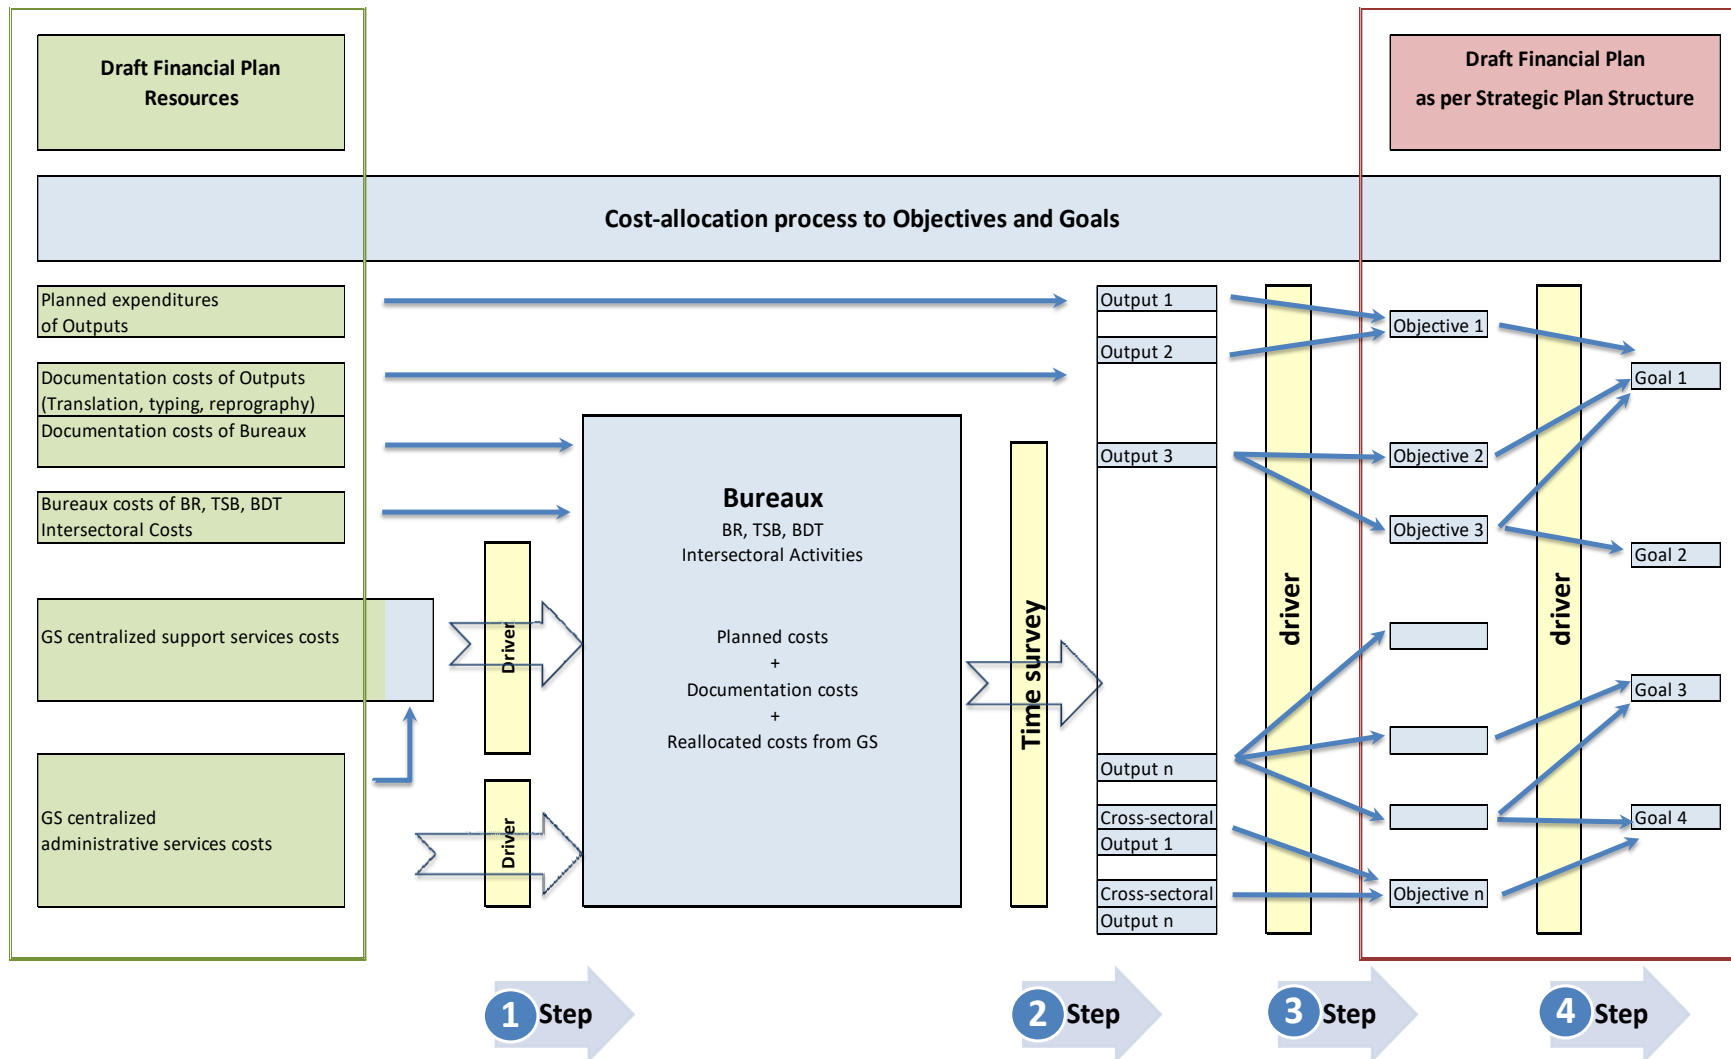 Draft Financial Plan
Resources
Draft Financial Plan
as per Strategic Plan Structure
Cost-allocation process to Objectives and Goals
Planned expenditures
of Outputs
Documentation costs of Outputs
(Translation, typing, reprography)
Documentation costs of Bureaux
Bureaux costs of BR, TSB, BDT
Intersectoral Costs
GS centralized support services costs
GS centralized
administrative services costs
Driver
Driver
Bureaux
BR, TSB, BDT
Intersectoral Activities
Planned costs
+
Documentation costs
+
Reallocated costs from GS
Time survey
Output 1
Output 2
Output 3
Output n
Cross-sectoral
Output 1
Cross-sectoral
Output n
driver
Objective 1
Objective 2
Objective 3
Objective n
driver
Goal 1
Goal 2
Goal 3
Goal 4
1 Step
2 Step
3 Step
4 Step